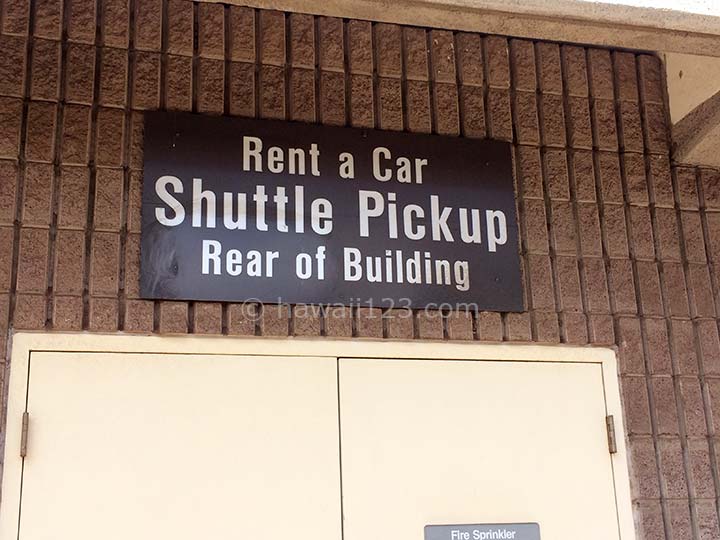 Rent a Car
Shuttle Pickup
Rear of Building
© hawaii123.com
Fire Sprinkler